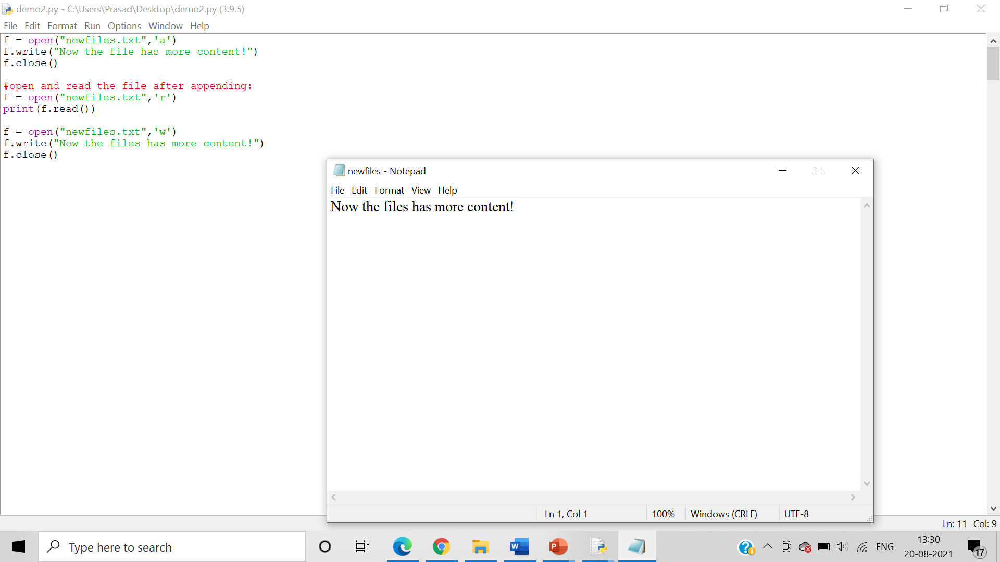 demo2.py - C:\Users\Prasad\Desktop\demo2.py (3.9.5)
File Edit Format Run Options Window Help
f = open("newfiles.txt",'a')
f.write("Now the file has more content!")
f.close()
#open and read the file after appending:
f = open("newfiles.txt",'r')
print(f.read())
f = open("newfiles.txt",'w')
f.write("Now the files has more content!")
f.close()
newfiles - Notepad
File Edit Format View Help
Now the files has more content!
Ln 1, Col 1 100% Windows (CRLF) UTF-8
Ln: 11 Col: 9
Type here to search
W
P
ENG
13:30
20-08-2021
17